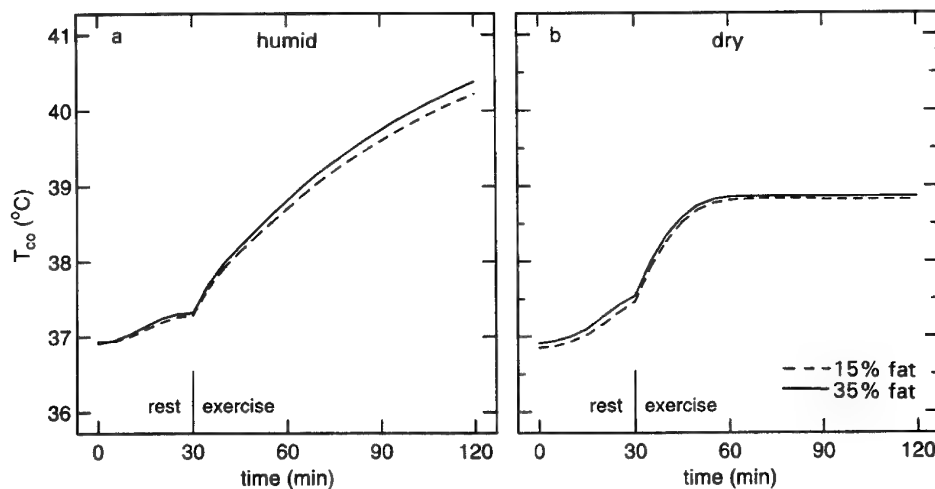 a
humid
b
dry
41
40
39
38
37
36
T_co (°C)
rest
exercise
rest
exercise
15% fat
35% fat
0
30
60
90
120
0
30
60
90
120
time (min)
time (min)